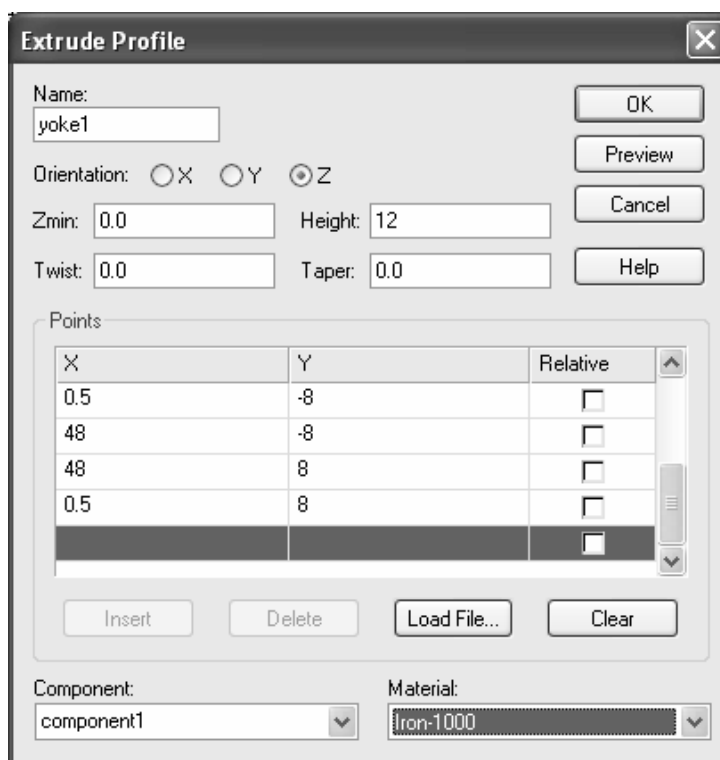 Extrude Profile
Name:
yoke1
OK
Orientation: X Y Z
Preview
Zmin: 0.0 Height: 12
Cancel
Twist: 0.0 Taper: 0.0
Help
Points
X Y Relative
0.5 -8
48 -8
48 8
0.5 8
Insert Delete Load File... Clear
Component: Material:
component1 Iron-1000